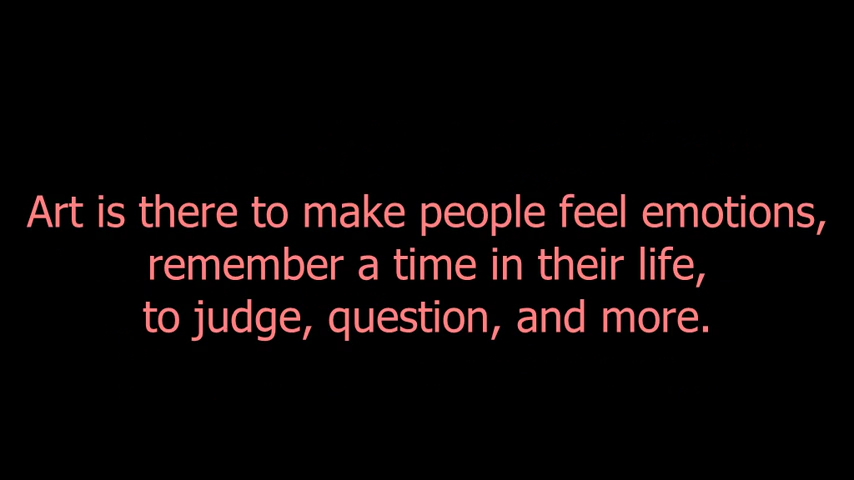 Art is there to make people feel emotions,
remember a time in their life,
to judge, question, and more.